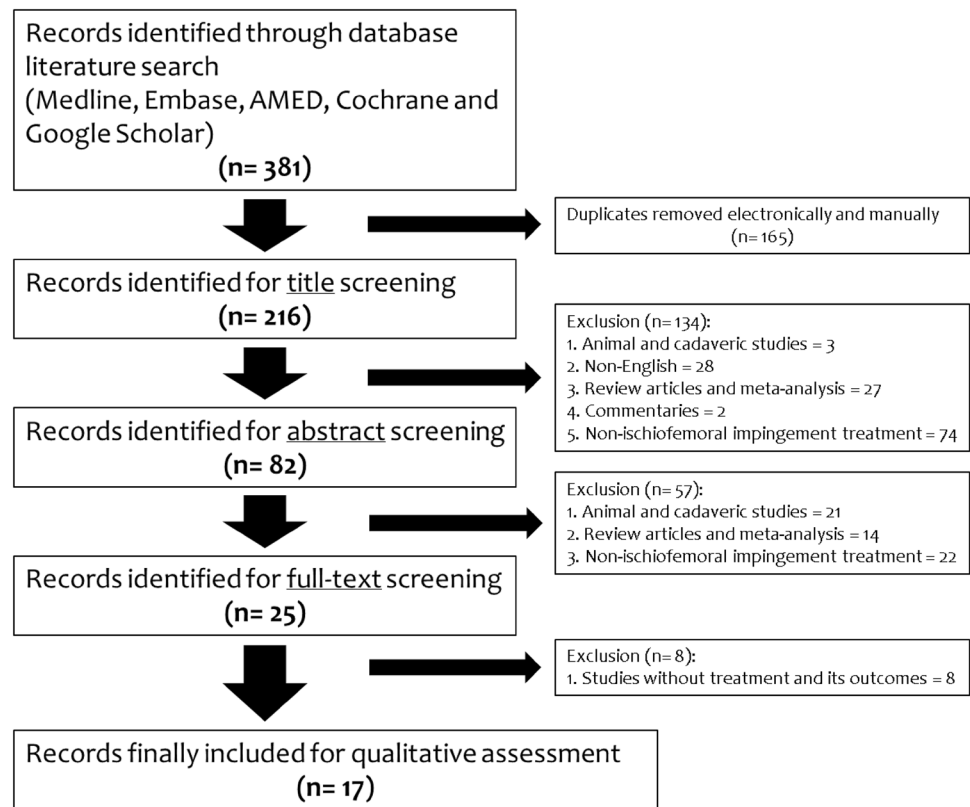 Records identified through database
literature search
(Medline, Embase, AMED, Cochrane and
Google Scholar)
(n= 381)
Duplicates removed electronically and manually
(n= 165)
Records identified for title screening
(n= 216)
Exclusion (n= 134):
1. Animal and cadaveric studies = 3
2. Non-English = 28
3. Review articles and meta-analysis = 27
4. Commentaries = 2
5. Non-ischiofemoral impingement treatment = 74
Records identified for abstract screening
(n= 82)
Exclusion (n= 57):
1. Animal and cadaveric studies = 21
2. Review articles and meta-analysis = 14
3. Non-ischiofemoral impingement treatment = 22
Records identified for full-text screening
(n= 25)
Exclusion (n= 8):
1. Studies without treatment and its outcomes = 8
Records finally included for qualitative assessment
(n= 17)